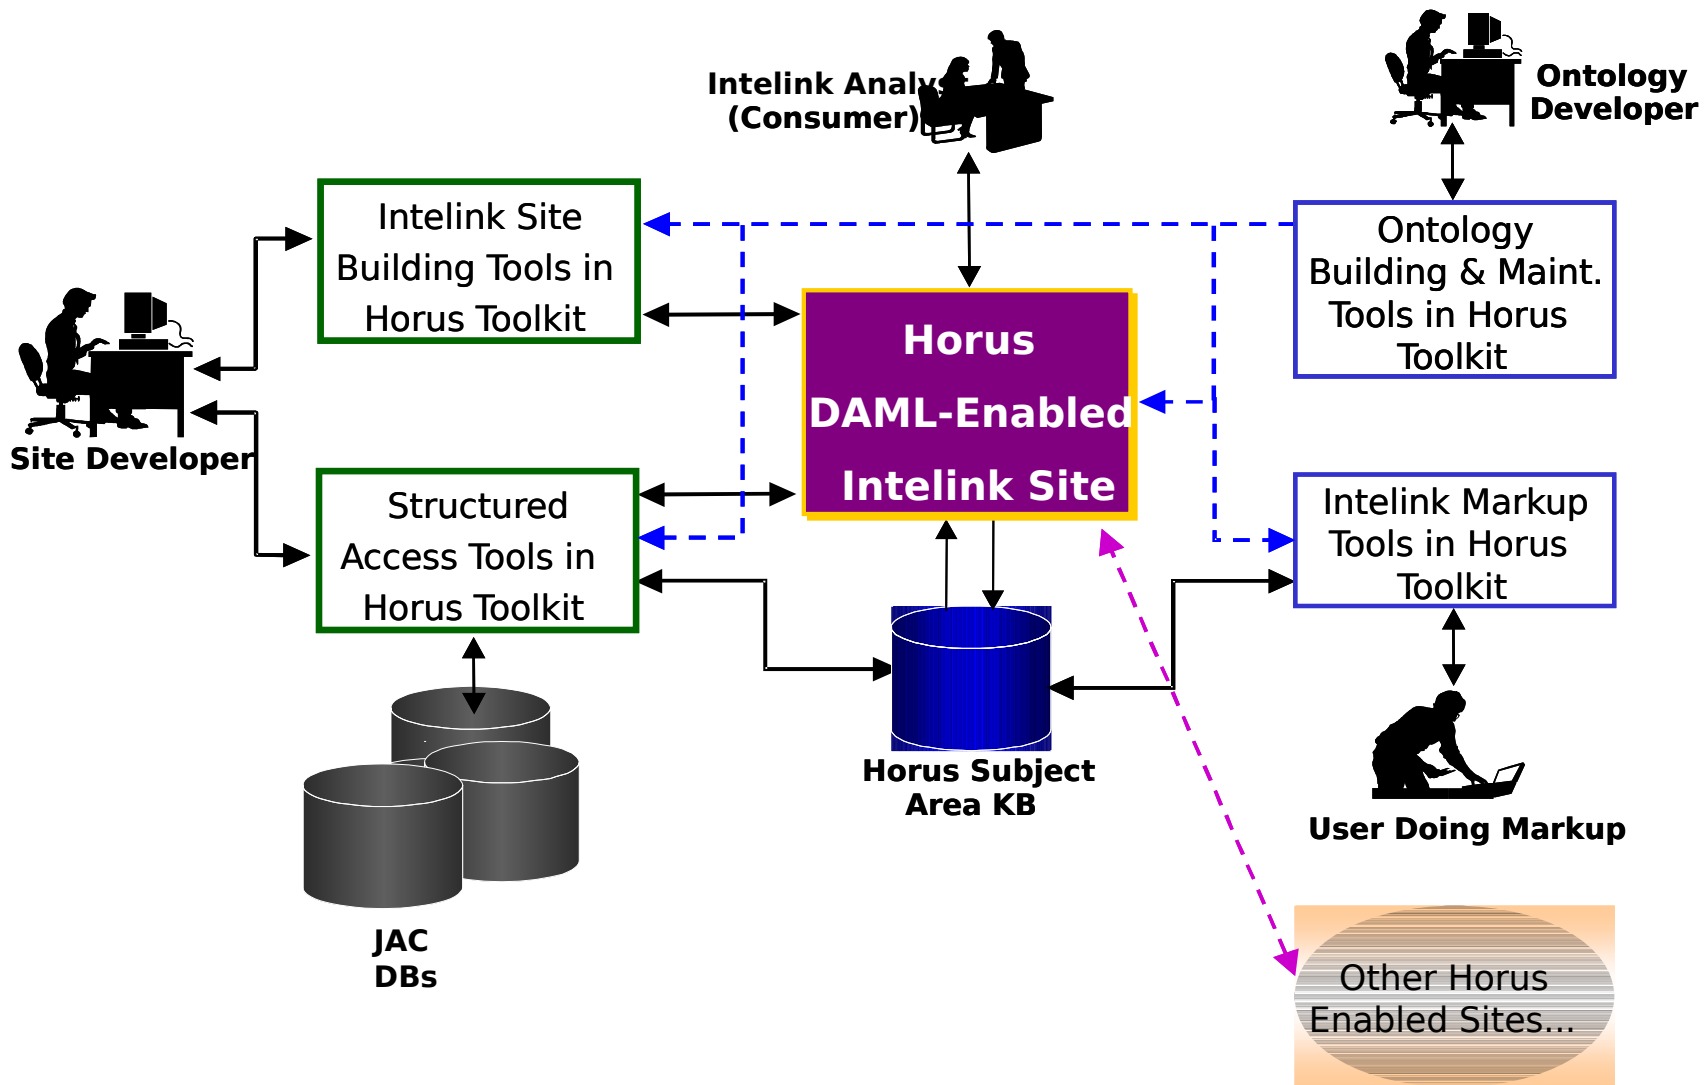 Intelink Analyst
(Consumer)
Ontology
Developer
Intelink Site
Building Tools in
Horus Toolkit
Ontology
Building & Maint.
Tools in Horus
Toolkit
Horus
DAML-Enabled
Intelink Site
Site Developer
Structured
Access Tools in
Horus Toolkit
Intelink Markup
Tools in Horus
Toolkit
Horus Subject
Area KB
User Doing Markup
JAC
DBs
Other Horus
Enabled Sites...